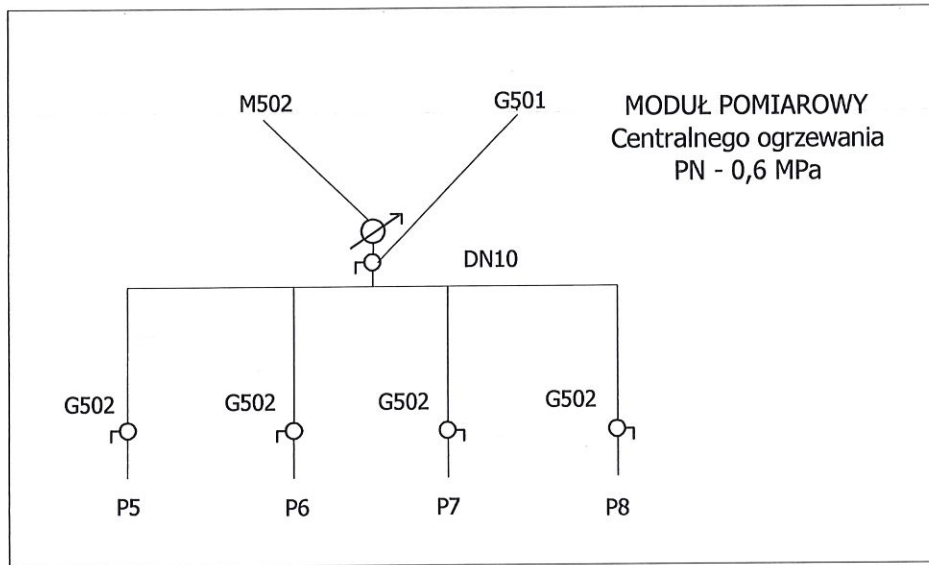 M502
G501
MODUŁ POMIAROWY
Centralnego ogrzewania
PN - 0,6 MPa
DN10
G502
G502
G502
G502
P5
P6
P7
P8